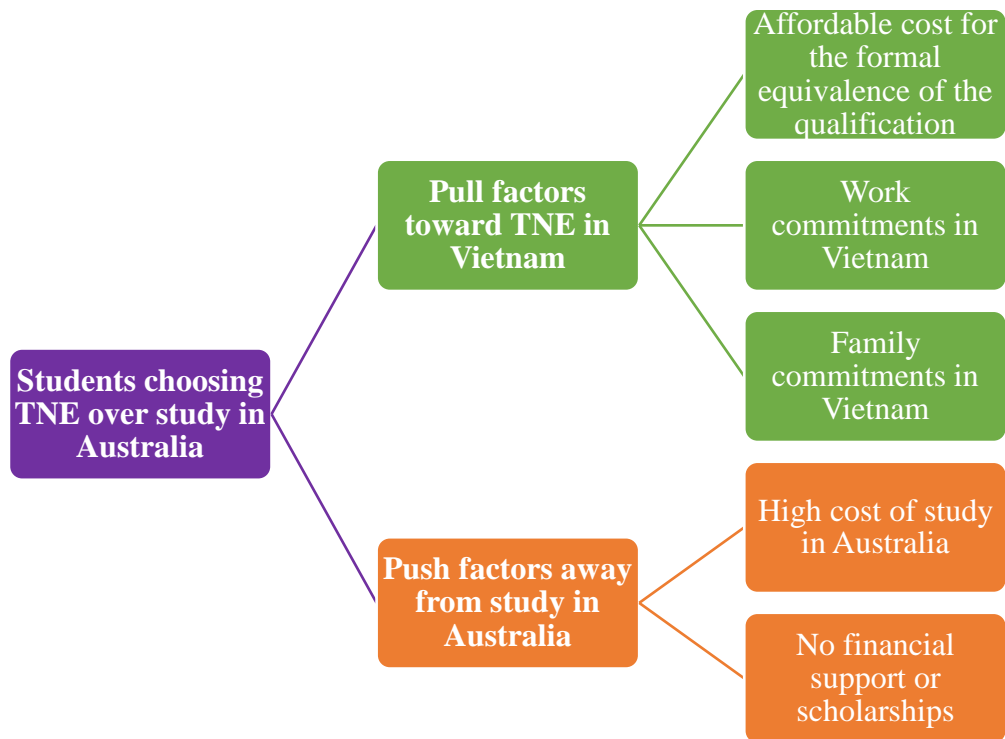 Students choosing
TNE over study in
Australia
Pull factors
toward TNE in
Vietnam
Affordable cost for
the formal
equivalence of the
qualification
Work
commitments in
Vietnam
Family
commitments in
Vietnam
Push factors away
from study in
Australia
High cost of study
in Australia
No financial
support or
scholarships